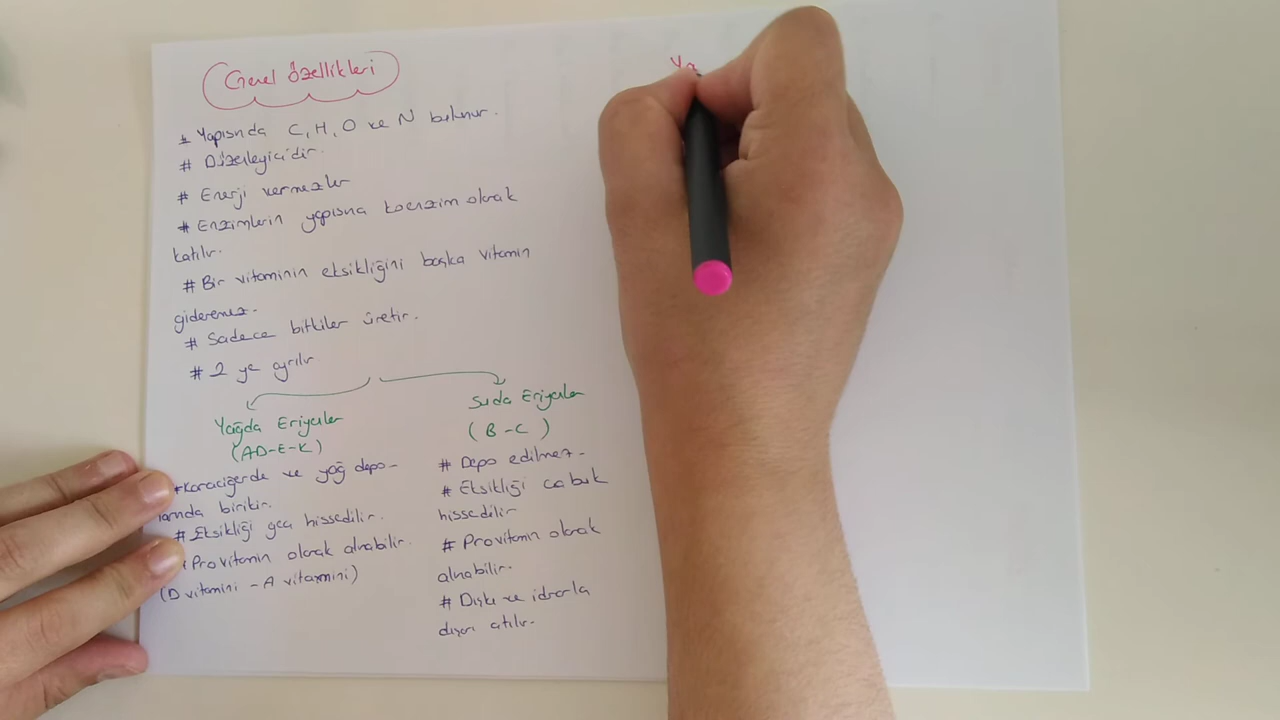 Genel Özellikleri
# Yapısında C, H, O ve N bulunur.
# Düzenleyicidir.
# Enerji vermezler
# Enzimlerin yapısına koenzim olarak
katılır.
# Bir vitaminin eksikliğini başka vitamin
gideremez.
# Sadece bitkiler üretir.
# 2 ye ayrılır
Yağda Eriyenler
(AD-E-K)
# Karaciğerde ve yağ depo-
larında birikir.
# Eksikliği geç hissedilir.
# Provitamin olarak alınabilir.
(D vitamini - A vitamini)
Suda Eriyenler
(B-C)
# Depo edilmez.
# Eksikliği çabuk
hissedilir
# Provitamin olarak
alınabilir.
# Dışkı ve idrarla
dışarı atılır.
Ya